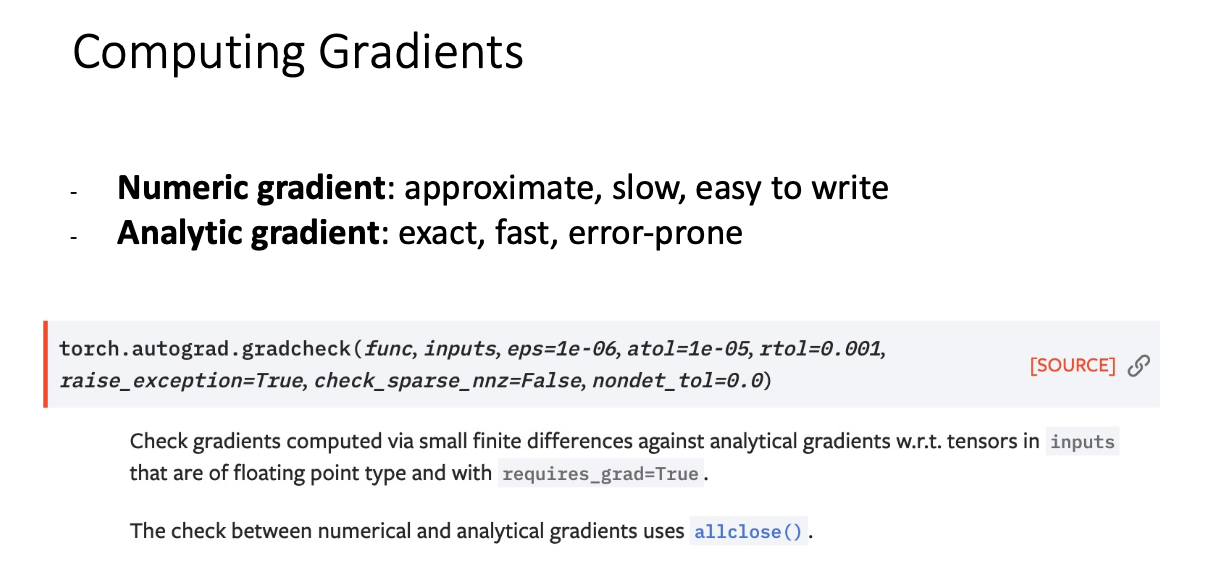 Computing Gradients
- Numeric gradient: approximate, slow, easy to write
- Analytic gradient: exact, fast, error-prone
torch.autograd.gradcheck(func, inputs, eps=1e-06, atol=1e-05, rtol=0.001,
raise_exception=True, check_sparse_nnz=False, nondet_tol=0.0)
[SOURCE]
Check gradients computed via small finite differences against analytical gradients w.r.t. tensors in inputs
that are of floating point type and with requires_grad=True.
The check between numerical and analytical gradients uses allclose().